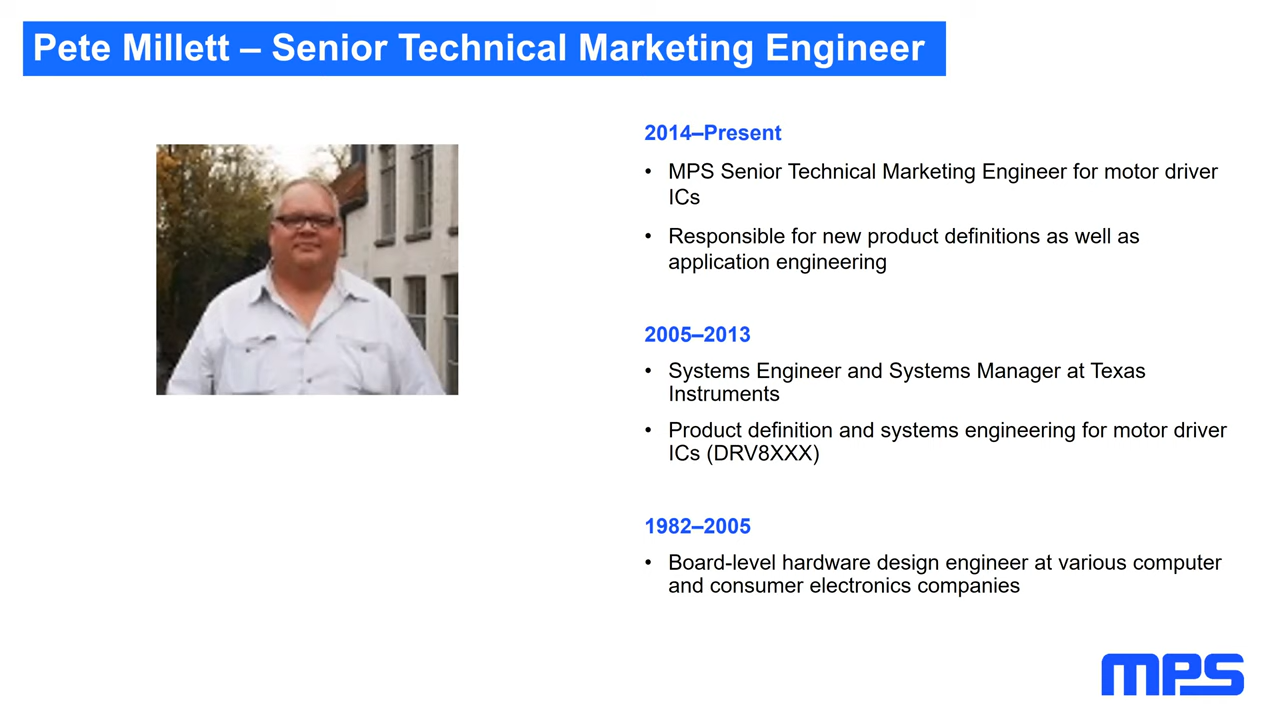 Pete Millett – Senior Technical Marketing Engineer
2014–Present
• MPS Senior Technical Marketing Engineer for motor driver
ICs
• Responsible for new product definitions as well as
application engineering
2005–2013
• Systems Engineer and Systems Manager at Texas
Instruments
• Product definition and systems engineering for motor driver
ICs (DRV8XXX)
1982–2005
• Board-level hardware design engineer at various computer
and consumer electronics companies
mPS